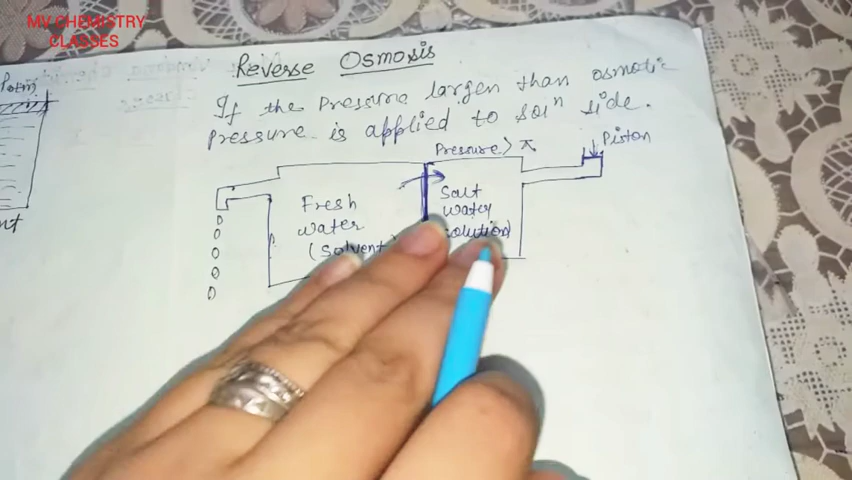 MV CHEMISTRY
CLASSES
Reverse Osmosis
If the Pressure largen than osmotic
pressure is applied to Solⁿ side.
Pressure > π
Piston
Fresh
water
(Solvent)
Salt
water
solution)